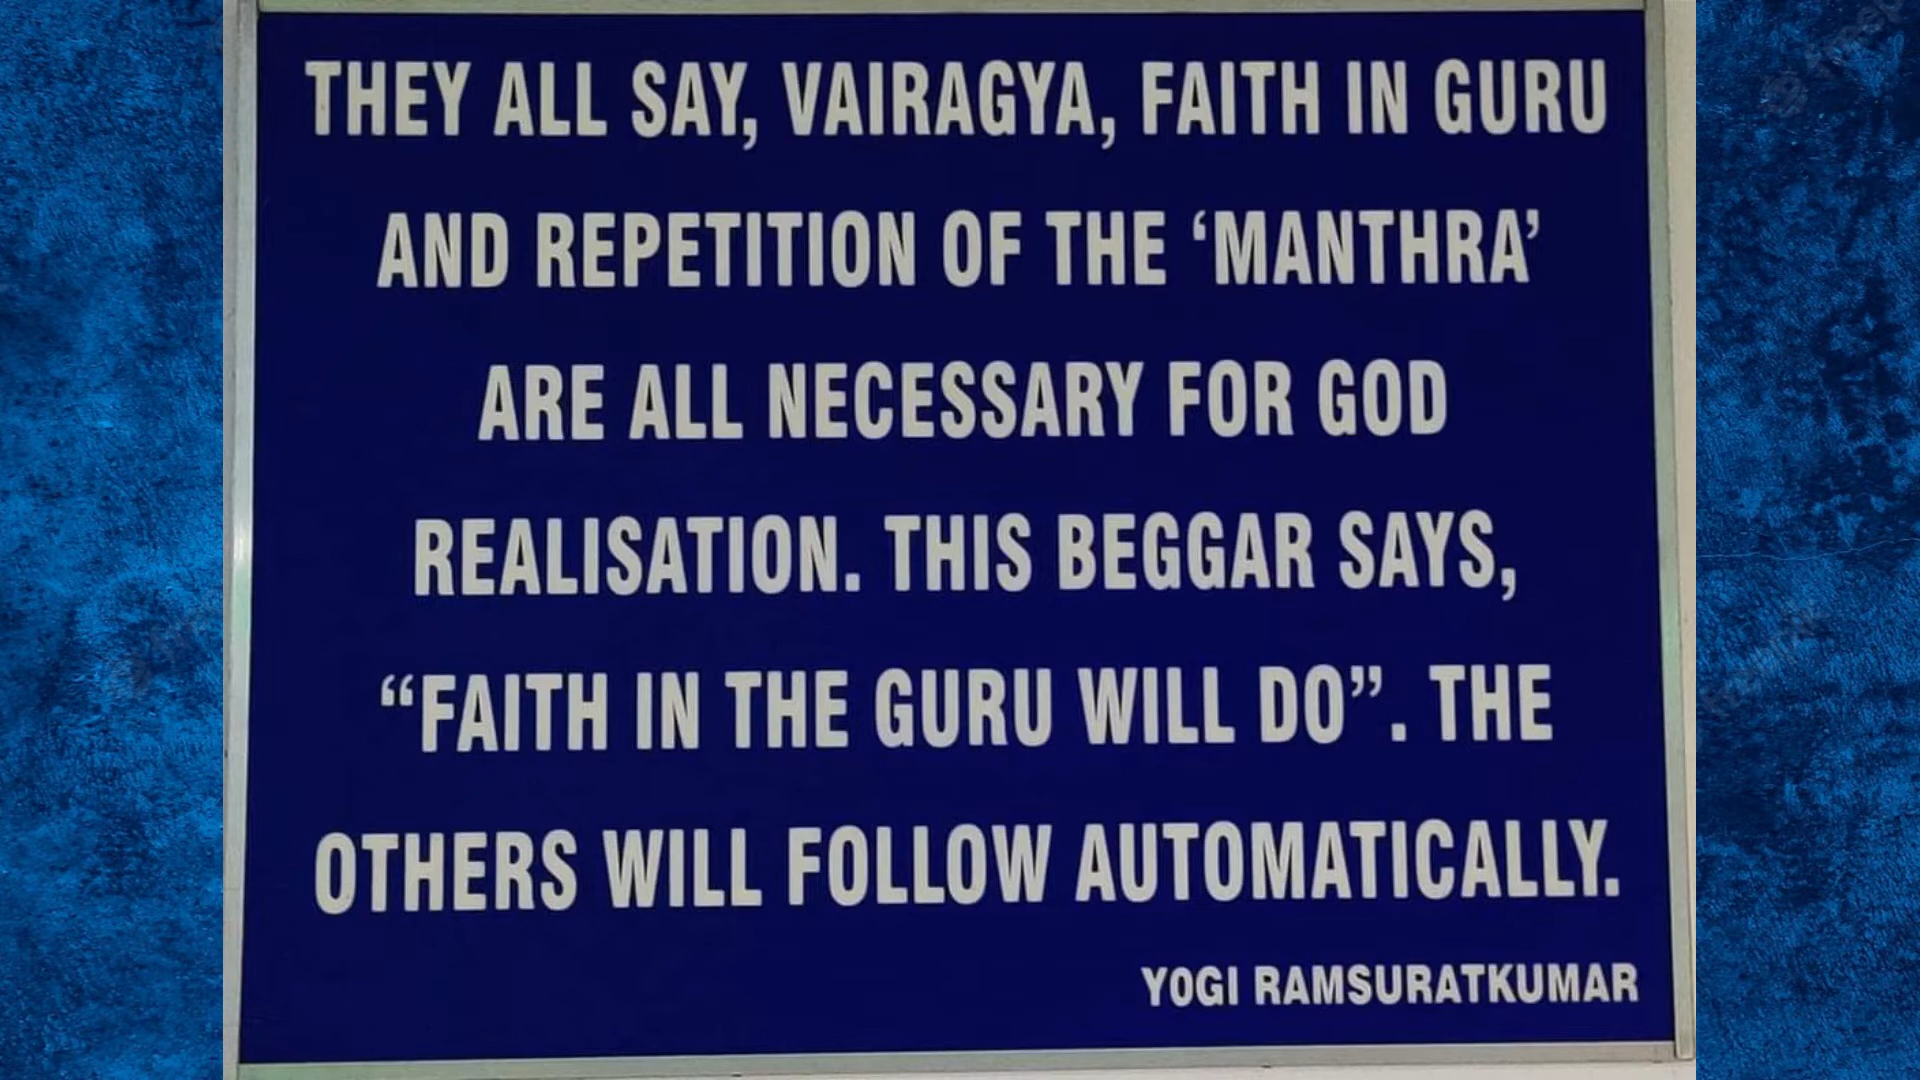 THEY ALL SAY, VAIRAGYA, FAITH IN GURU
AND REPETITION OF THE ‘MANTHRA’
ARE ALL NECESSARY FOR GOD
REALISATION. THIS BEGGAR SAYS,
“FAITH IN THE GURU WILL DO”. THE
OTHERS WILL FOLLOW AUTOMATICALLY.
YOGI RAMSURATKUMAR